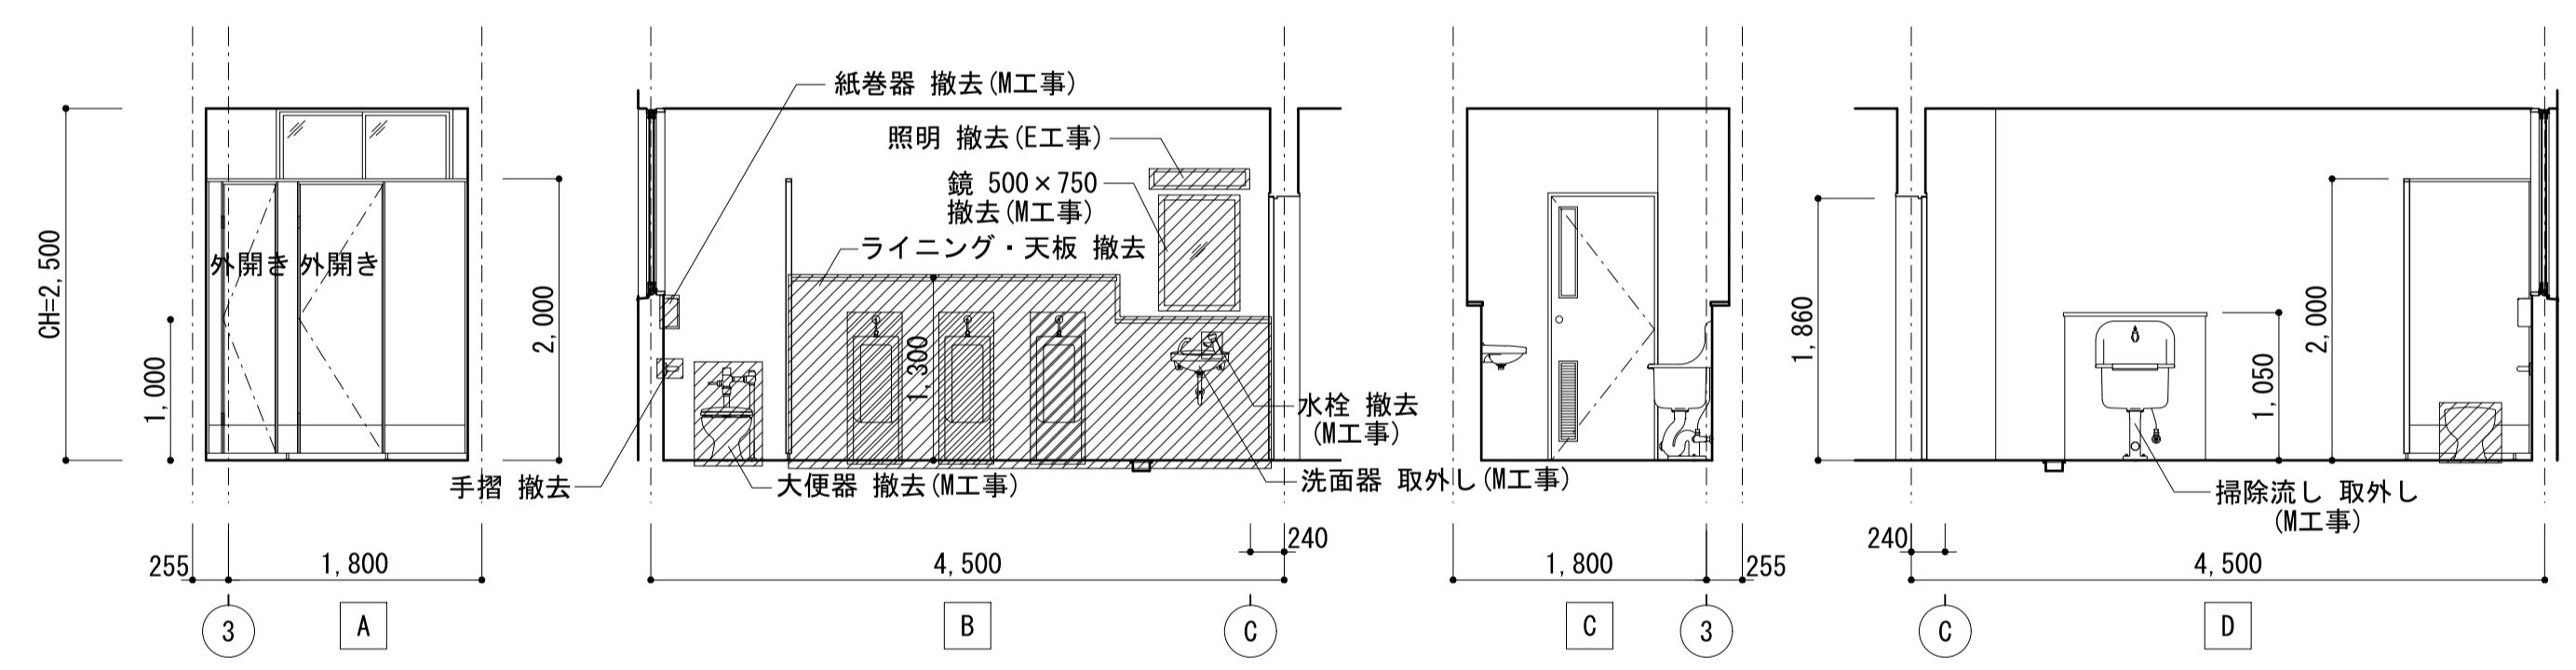 CH=2,500
1,000
外開き
外開き
2,000
255
1,800
3
A
紙巻器 撤去(M工事)
照明 撤去(E工事)
鏡 500×750
撤去(M工事)
ライニング・天板 撤去
1,300
手摺 撤去
大便器 撤去(M工事)
水栓 撤去
(M工事)
洗面器 取外し(M工事)
4,500
240
B
C
1,800
255
C
3
1,860
1,050
2,000
掃除流し 取外し
(M工事)
240
4,500
C
D